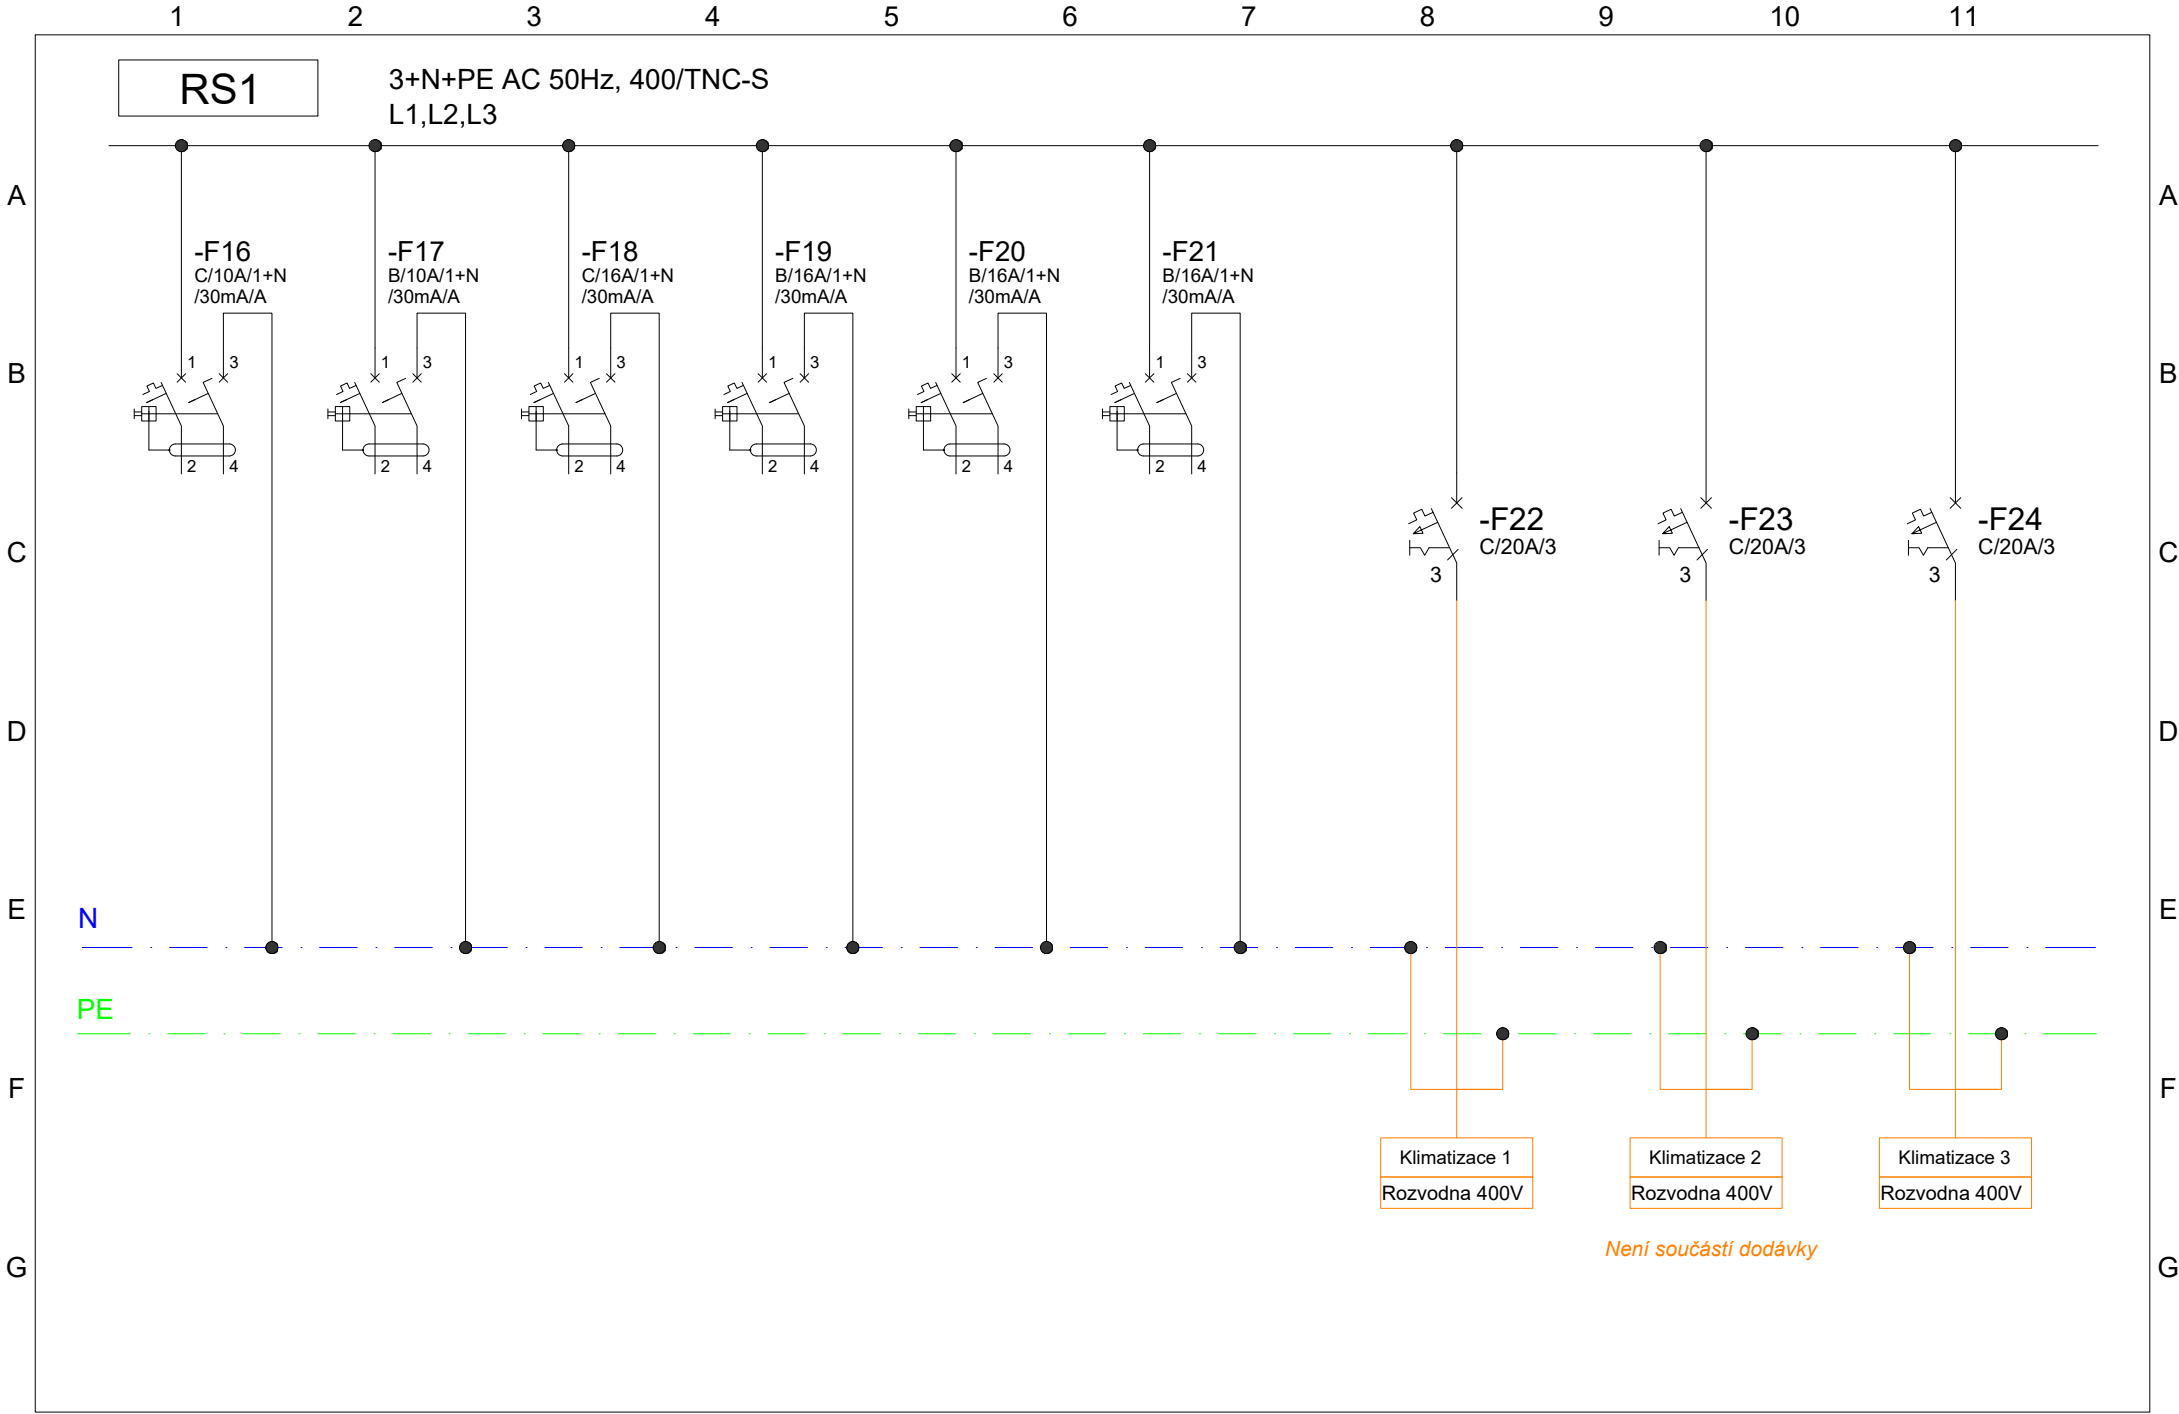 1 2 3 4 5 6 7 8 9 10 11
RS1
3+N+PE AC 50Hz, 400/TNC-S
L1,L2,L3
A A
-F16 -F17 -F18 -F19 -F20 -F21
C/10A/1+N B/10A/1+N C/16A/1+N B/16A/1+N B/16A/1+N B/16A/1+N
/30mA/A /30mA/A /30mA/A /30mA/A /30mA/A /30mA/A
1 3 1 3 1 3 1 3 1 3 1 3
B B
2 4 2 4 2 4 2 4 2 4 2 4
-F22 -F23 -F24
C/20A/3 C/20A/3 C/20A/3
C C
3 3 3
D D
E E
N
PE
F F
Klimatizace 1 Klimatizace 2 Klimatizace 3
Rozvodna 400V Rozvodna 400V Rozvodna 400V
Není součástí dodávky
G G